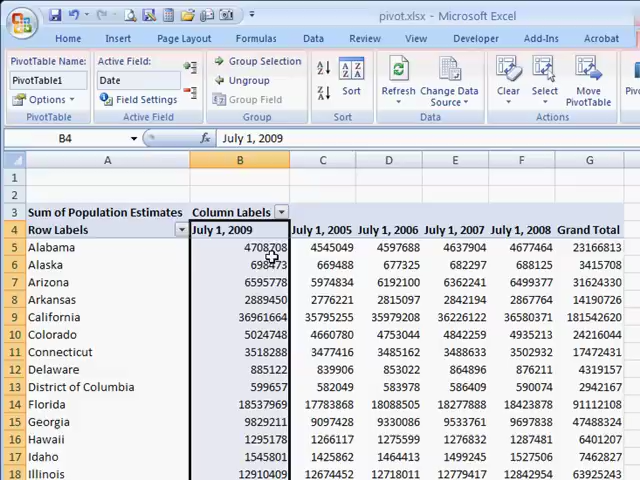 pivot.xlsx - Microsoft Excel
Home Insert Page Layout Formulas Data Review View Developer Add-Ins Acrobat
PivotTable Name: Active Field: Group Selection
PivotTable1 Date Ungroup Sort Refresh Change Data Source Clear Select Move PivotTable
Options Field Settings Group Field
PivotTable Active Field Group Sort Data Actions
B4 fx July 1, 2009
A B C D E F G
1
2
3 Sum of Population Estimates Column Labels
4 Row Labels July 1, 2009 July 1, 2005 July 1, 2006 July 1, 2007 July 1, 2008 Grand Total
5 Alabama 4708708 4545049 4597688 4637904 4677464 23166813
6 Alaska 698473 669488 677325 682297 688125 3415708
7 Arizona 6595778 5974834 6192100 6362241 6499377 31624330
8 Arkansas 2889450 2776221 2815097 2842194 2867764 14190726
9 California 36961664 35795255 35979208 36226122 36580371 181542620
10 Colorado 5024748 4660780 4753044 4842259 4935213 24216044
11 Connecticut 3518288 3477416 3485162 3488633 3502932 17472431
12 Delaware 885122 839906 853022 864896 876211 4319157
13 District of Columbia 599657 582049 583978 586409 590074 2942167
14 Florida 18537969 17783868 18088505 18277888 18423878 91112108
15 Georgia 9829211 9097428 9330086 9533761 9697838 47488324
16 Hawaii 1295178 1266117 1275599 1276832 1287481 6401207
17 Idaho 1545801 1425862 1464413 1499245 1527506 7462827
18 Illinois 12910409 12674452 12718011 12779417 12842954 63925243